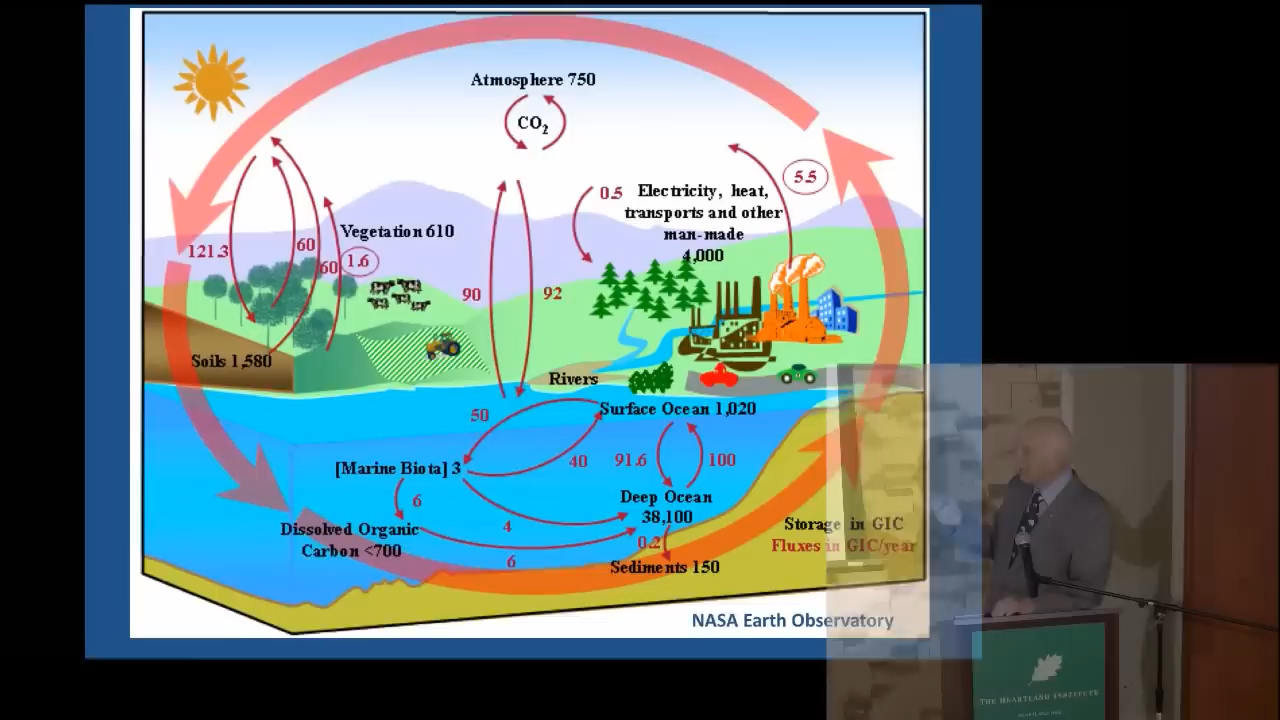 Atmosphere 750
CO₂
5.5
0.5
Electricity, heat,
transports and other
man-made
4,000
121.3
60
60
Vegetation 610
1.6
90
92
Soils 1,580
Rivers
50
Surface Ocean 1,020
[Marine Biota] 3
40
91.6
100
6
Deep Ocean
38,100
4
Dissolved Organic
Carbon <700
6
0.2
Sediments 150
Storage in GIC
Fluxes in GIC/year
NASA Earth Observatory
THE HEARTLAND INSTITUTE